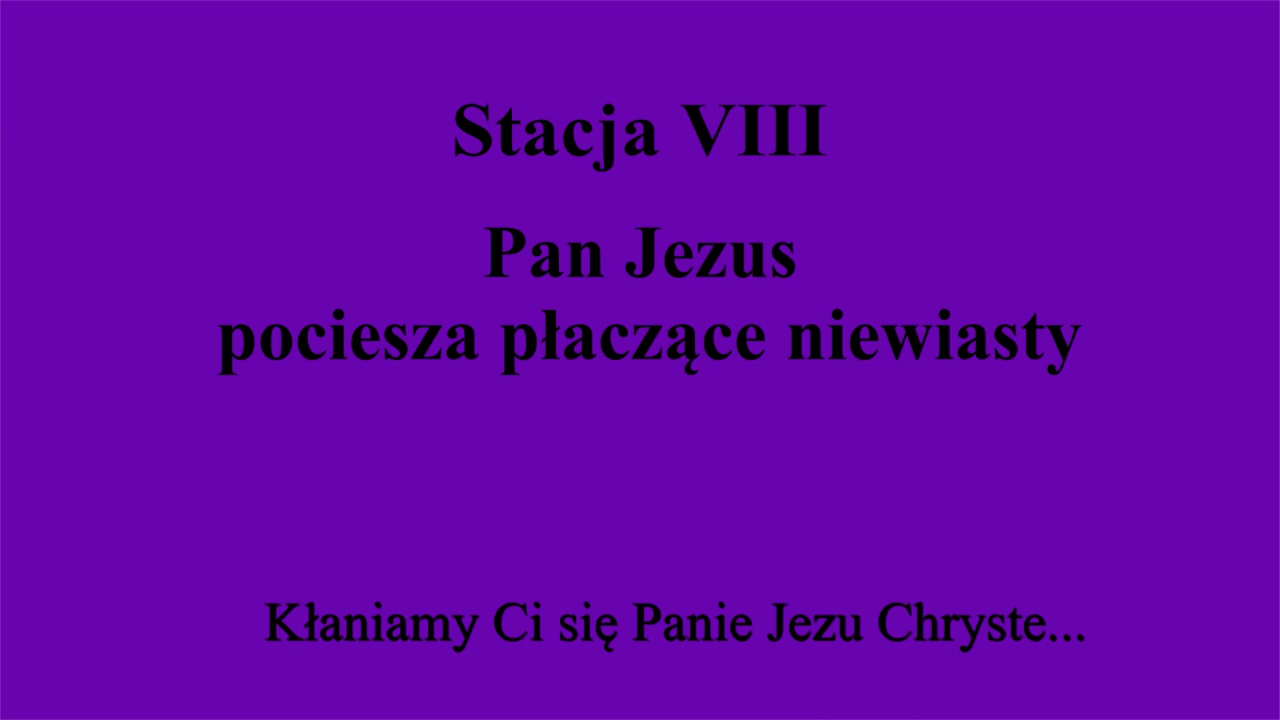 Stacja VIII
Pan Jezus
pociesza płaczące niewiasty
Kłaniamy Ci się Panie Jezu Chryste...